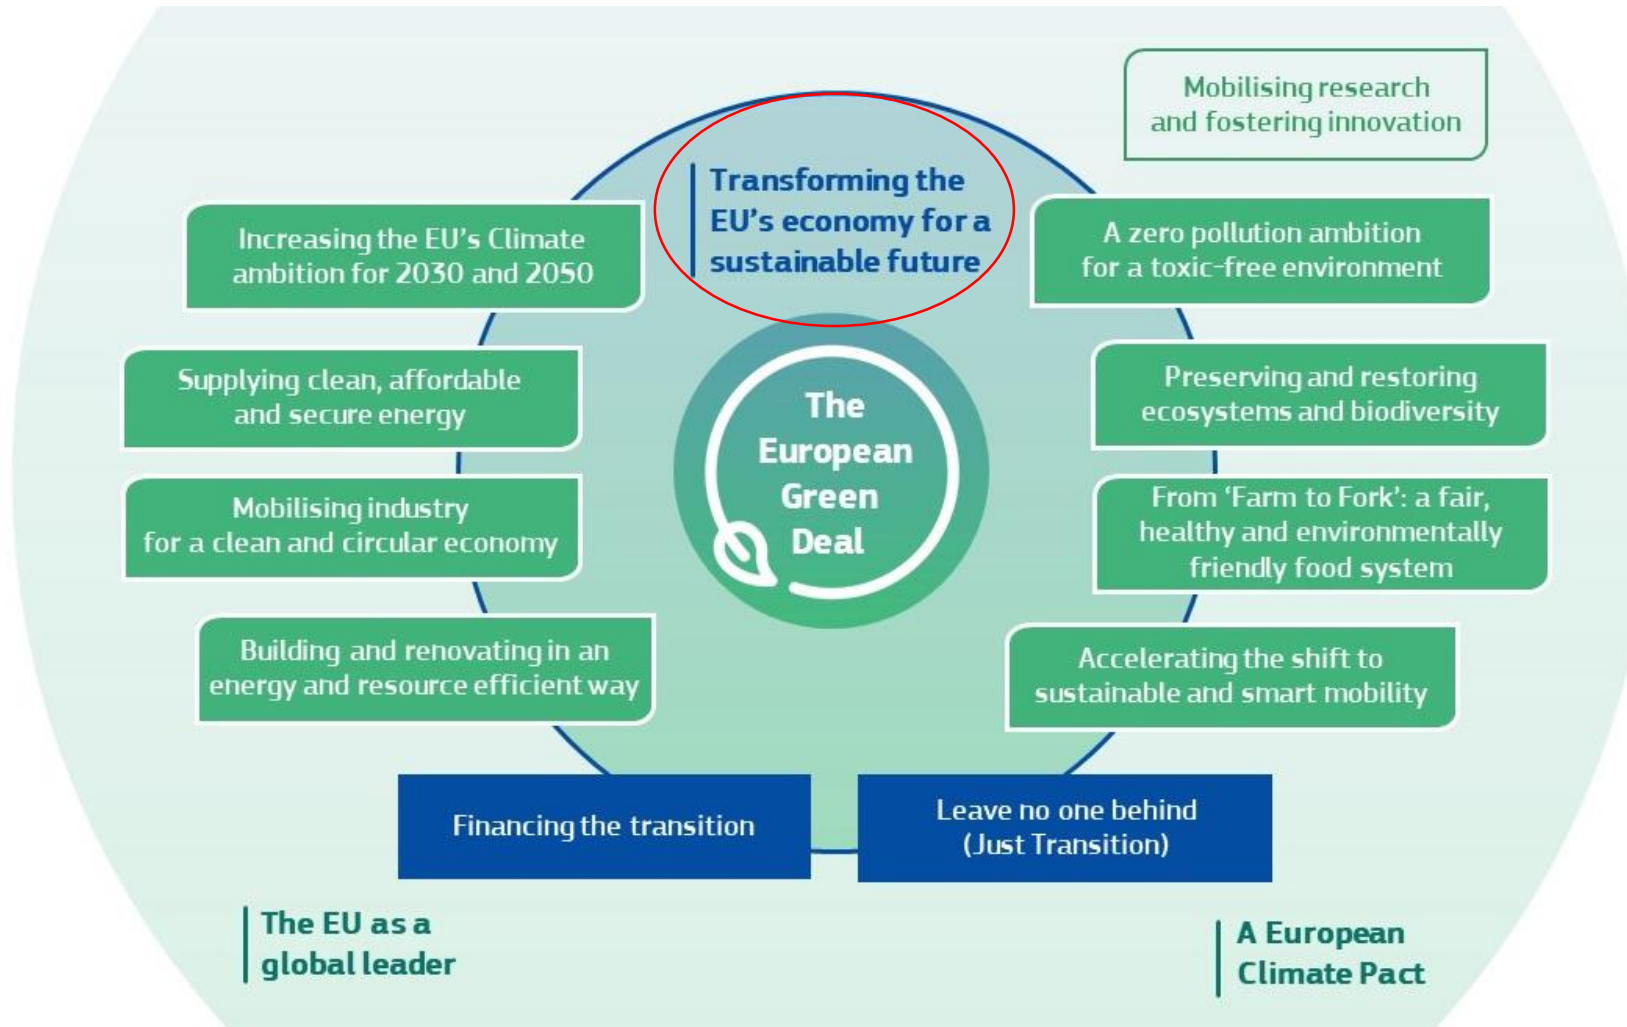 Mobilising research
and fostering innovation
Transforming the
EU's economy for a
sustainable future
Increasing the EU's Climate
ambition for 2030 and 2050
A zero pollution ambition
for a toxic-free environment
Supplying clean, affordable
and secure energy
Preserving and restoring
ecosystems and biodiversity
The
European
Green
Deal
Mobilising industry
for a clean and circular economy
From ‘Farm to Fork’: a fair,
healthy and environmentally
friendly food system
Building and renovating in an
energy and resource efficient way
Accelerating the shift to
sustainable and smart mobility
Financing the transition
Leave no one behind
(Just Transition)
The EU as a
global leader
A European
Climate Pact